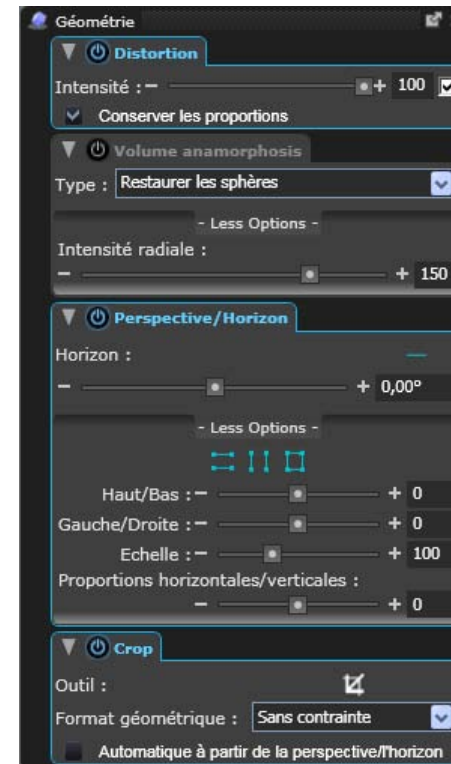 Géométrie
Distortion
Intensité : − + 100
Conserver les proportions
Volume anamorphosis
Type : Restaurer les sphères
- Less Options -
Intensité radiale :
− + 150
Perspective/Horizon
Horizon :
− + 0,00°
- Less Options -
Haut/Bas : − + 0
Gauche/Droite : − + 0
Echelle : − + 100
Proportions horizontales/verticales :
− + 0
Crop
Outil :
Format géométrique : Sans contrainte
Automatique à partir de la perspective/l'horizon